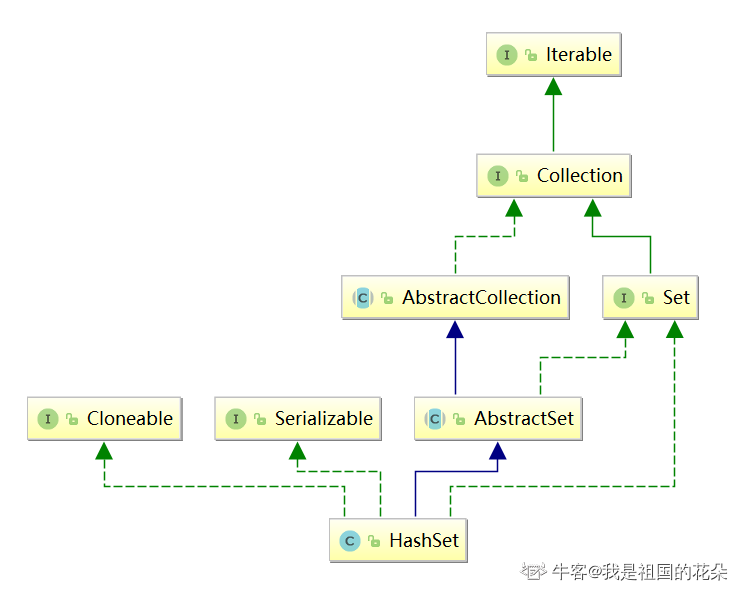 Iterable
Collection
AbstractCollection
Set
Cloneable
Serializable
AbstractSet
HashSet
牛客@我是祖国的花朵